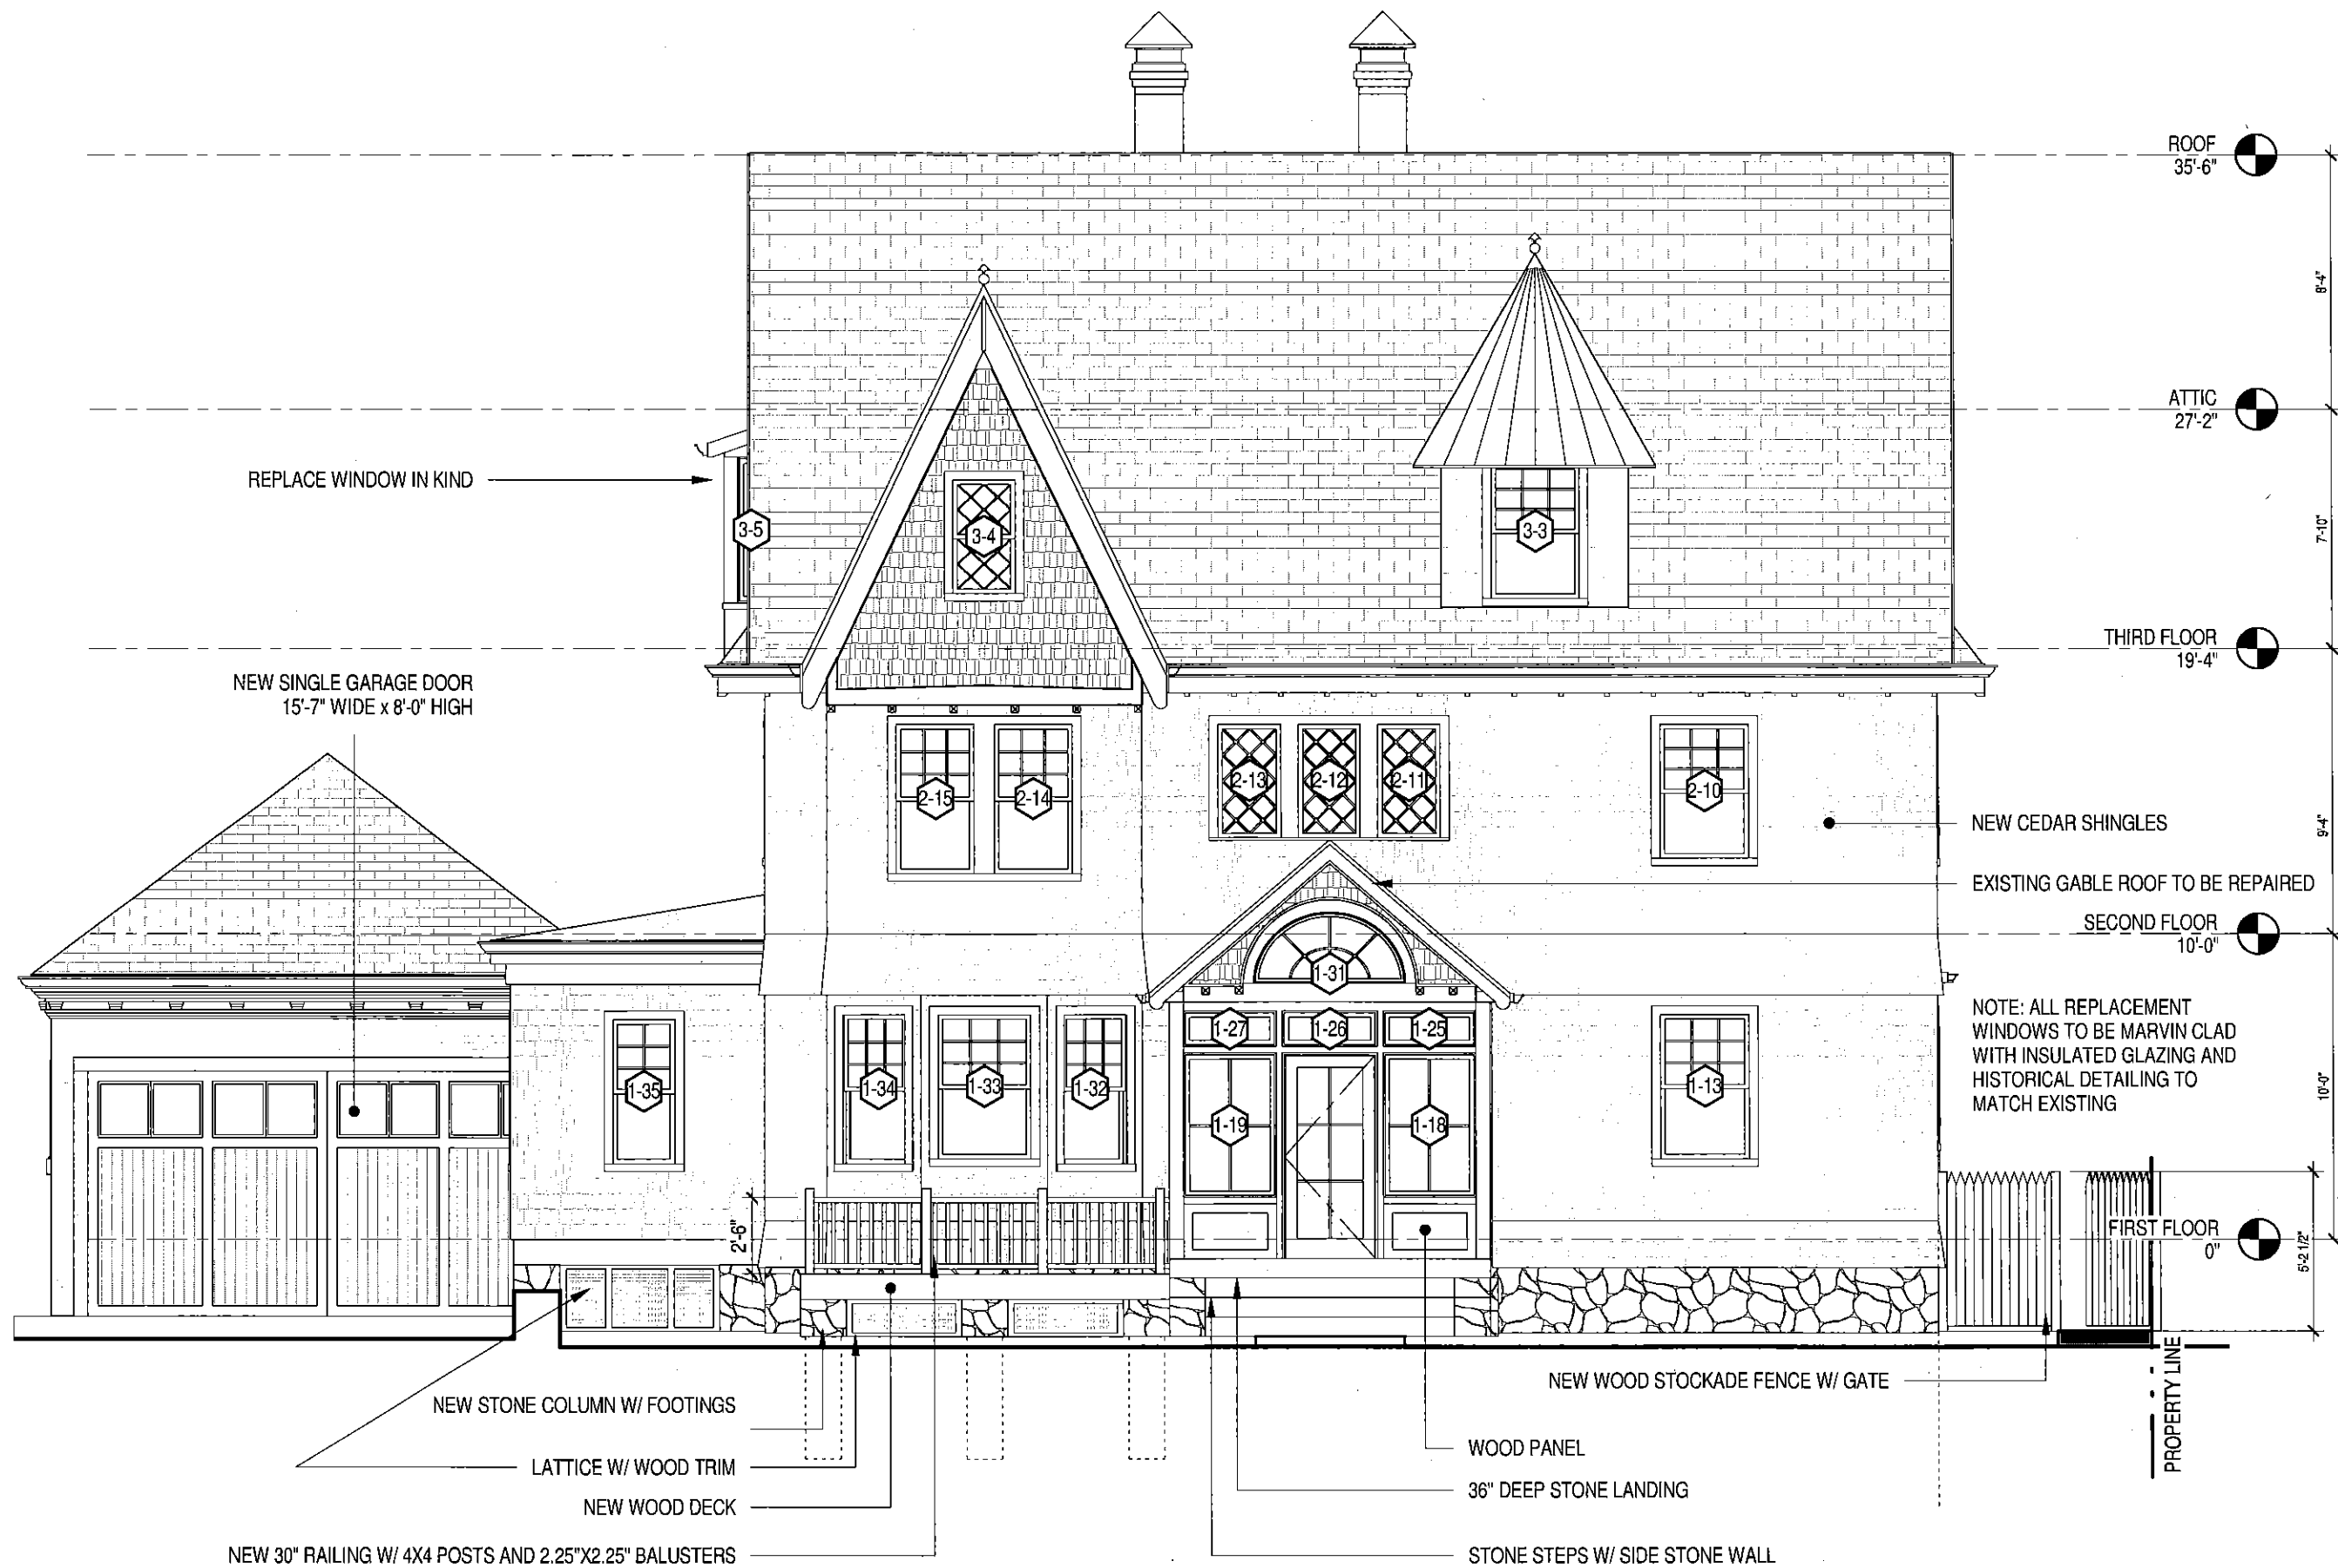 ROOF
35'-6"
8'-4"
ATTIC
27'-2"
REPLACE WINDOW IN KIND
3-5
3-4
3-3
7'-10"
THIRD FLOOR
19'-4"
NEW SINGLE GARAGE DOOR
15'-7" WIDE x 8'-0" HIGH
2-15
2-14
2-13
2-12
2-11
2-10
NEW CEDAR SHINGLES
9'-4"
EXISTING GABLE ROOF TO BE REPAIRED
SECOND FLOOR
10'-0"
1-31
NOTE: ALL REPLACEMENT
WINDOWS TO BE MARVIN CLAD
WITH INSULATED GLAZING AND
HISTORICAL DETAILING TO
MATCH EXISTING
1-27
1-26
1-25
1-35
1-34
1-33
1-32
1-19
1-18
1-13
10'-0"
2'-6"
FIRST FLOOR
0"
5'-2 1/2"
NEW STONE COLUMN W/ FOOTINGS
LATTICE W/ WOOD TRIM
NEW WOOD DECK
NEW 30" RAILING W/ 4X4 POSTS AND 2.25"X2.25" BALUSTERS
NEW WOOD STOCKADE FENCE W/ GATE
WOOD PANEL
36" DEEP STONE LANDING
STONE STEPS W/ SIDE STONE WALL
PROPERTY LINE